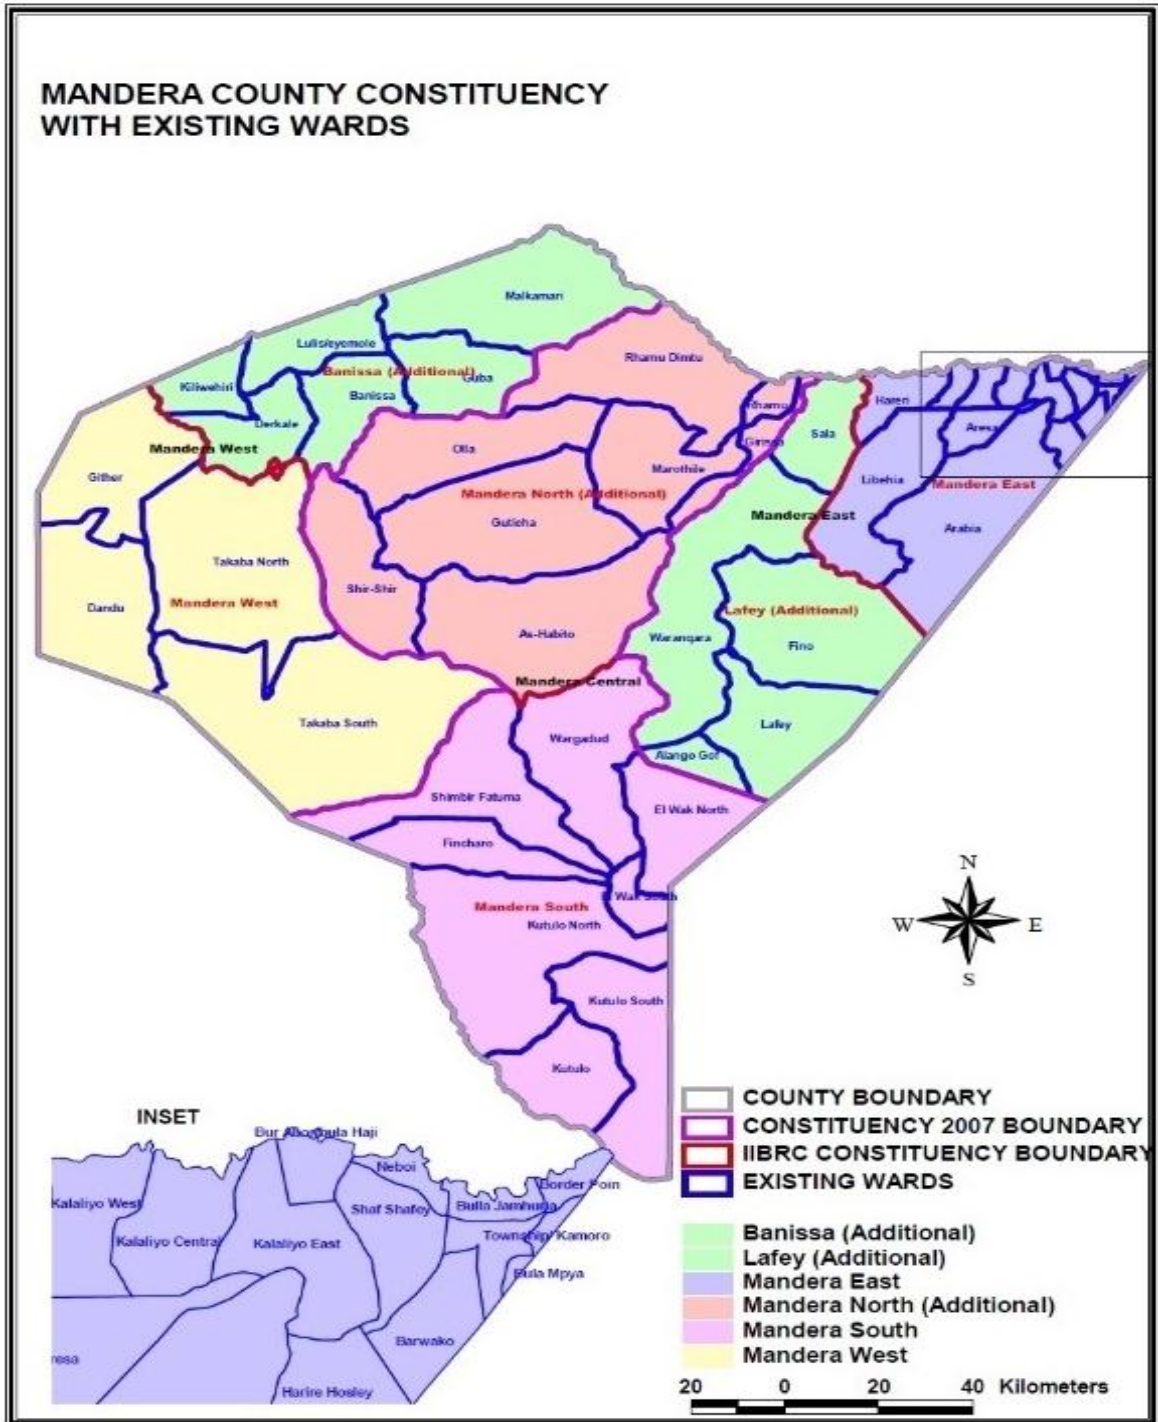 MANDERA COUNTY CONSTITUENCY
WITH EXISTING WARDS
Malkamari
Lulis/eyemole
Rhamu Dimtu
Banissa (Additional)
Guba
Kiliwehiri
Banissa
Haren
Rhamu
Derkale
Aresa
Sala
Mandera West
Olla
Girissa
Gither
Marothile
Libehia
Mandera East
Mandera North (Additional)
Mandera East
Gutieha
Arabia
Takaba North
Shir-Shir
Mandera West
Dandu
Lafey (Additional)
As-Habito
Waranqara
Fino
Mandera Central
Takaba South
Lafey
Wargadud
Alango Gof
Shimbir Fatuma
El Wak North
Fincharo
El Wak South
Mandera South
Kutulo North
N
W
E
S
Kutulo South
Kutulo
COUNTY BOUNDARY
CONSTITUENCY 2007 BOUNDARY
IIBRC CONSTITUENCY BOUNDARY
EXISTING WARDS
INSET
Neboi
Border Poin
Kalaliyo West
Shaf Shafey
Bulla Jamhuria
Kalaliyo Central
Kalaliyo East
Township/ Kamoro
Bula Mpya
Barwako
resa
Harire Hosley
Banissa (Additional)
Lafey (Additional)
Mandera East
Mandera North (Additional)
Mandera South
Mandera West
20 0 20 40 Kilometers